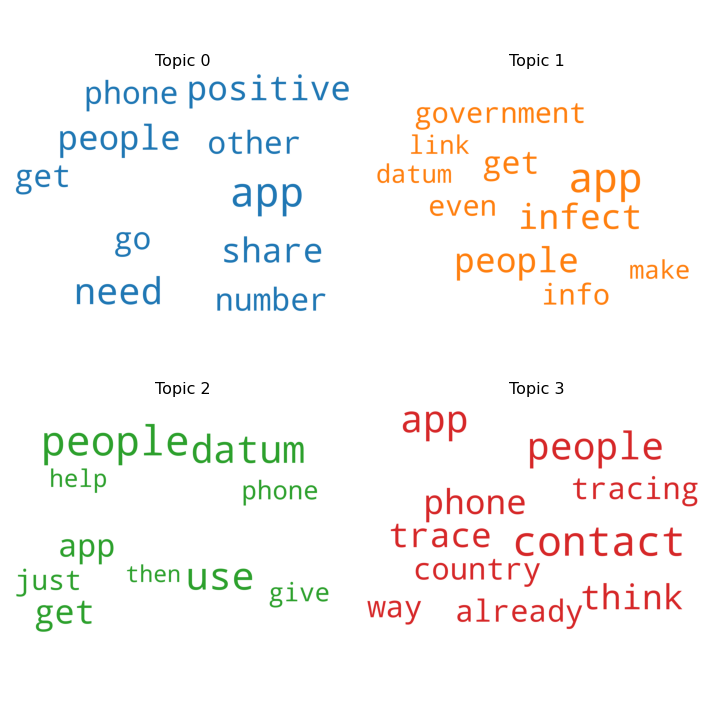 Topic 0
phone positive
people other
get
app
go
share
need
number
Topic 1
government
link
get
datum
app
even
infect
people
make
info
Topic 2
people datum
help
phone
app
then
just
use
give
get
Topic 3
app
people
tracing
phone
trace
contact
country
think
way
already